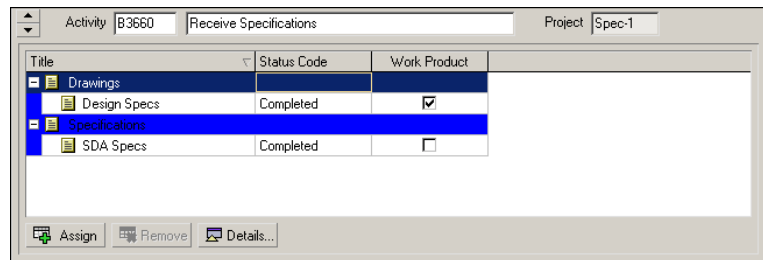 Activity B3660 Receive Specifications Project Spec-1
Title Status Code Work Product
Drawings
Design Specs Completed
Specifications
SDA Specs Completed
Assign Remove Details...